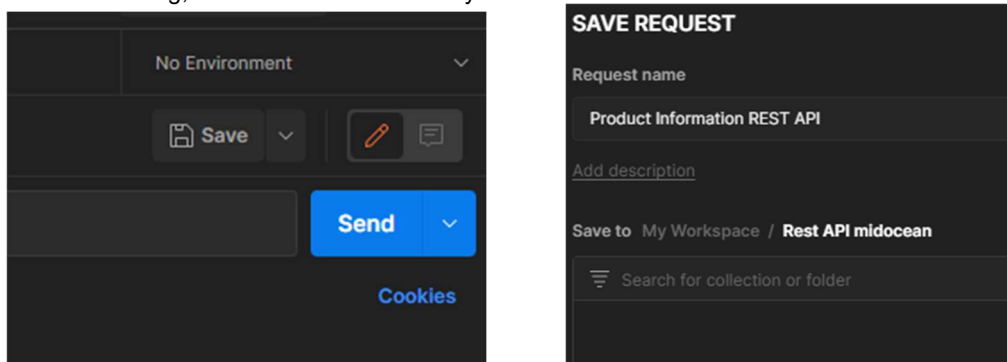 No Environment
Save
Send
Cookies
SAVE REQUEST
Request name
Product Information REST API
Add description
Save to My Workspace / Rest API midocean
Search for collection or folder